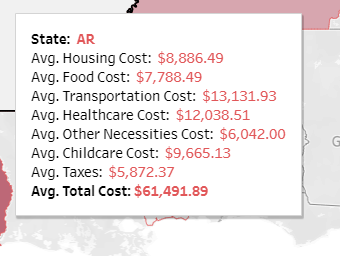 State: AR
Avg. Housing Cost: $8,886.49
Avg. Food Cost: $7,788.49
Avg. Transportation Cost: $13,131.93
Avg. Healthcare Cost: $12,038.51
Avg. Other Necessities Cost: $6,042.00
Avg. Childcare Cost: $9,665.13
Avg. Taxes: $5,872.37
Avg. Total Cost: $61,491.89